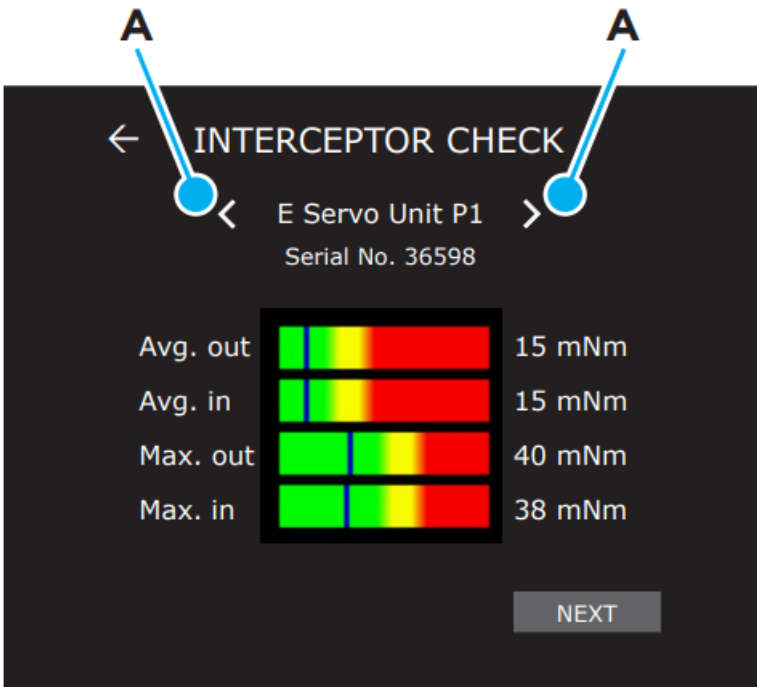 A A
← INTERCEPTOR CHECK
< E Servo Unit P1 >
Serial No. 36598
Avg. out 15 mNm
Avg. in 15 mNm
Max. out 40 mNm
Max. in 38 mNm
NEXT